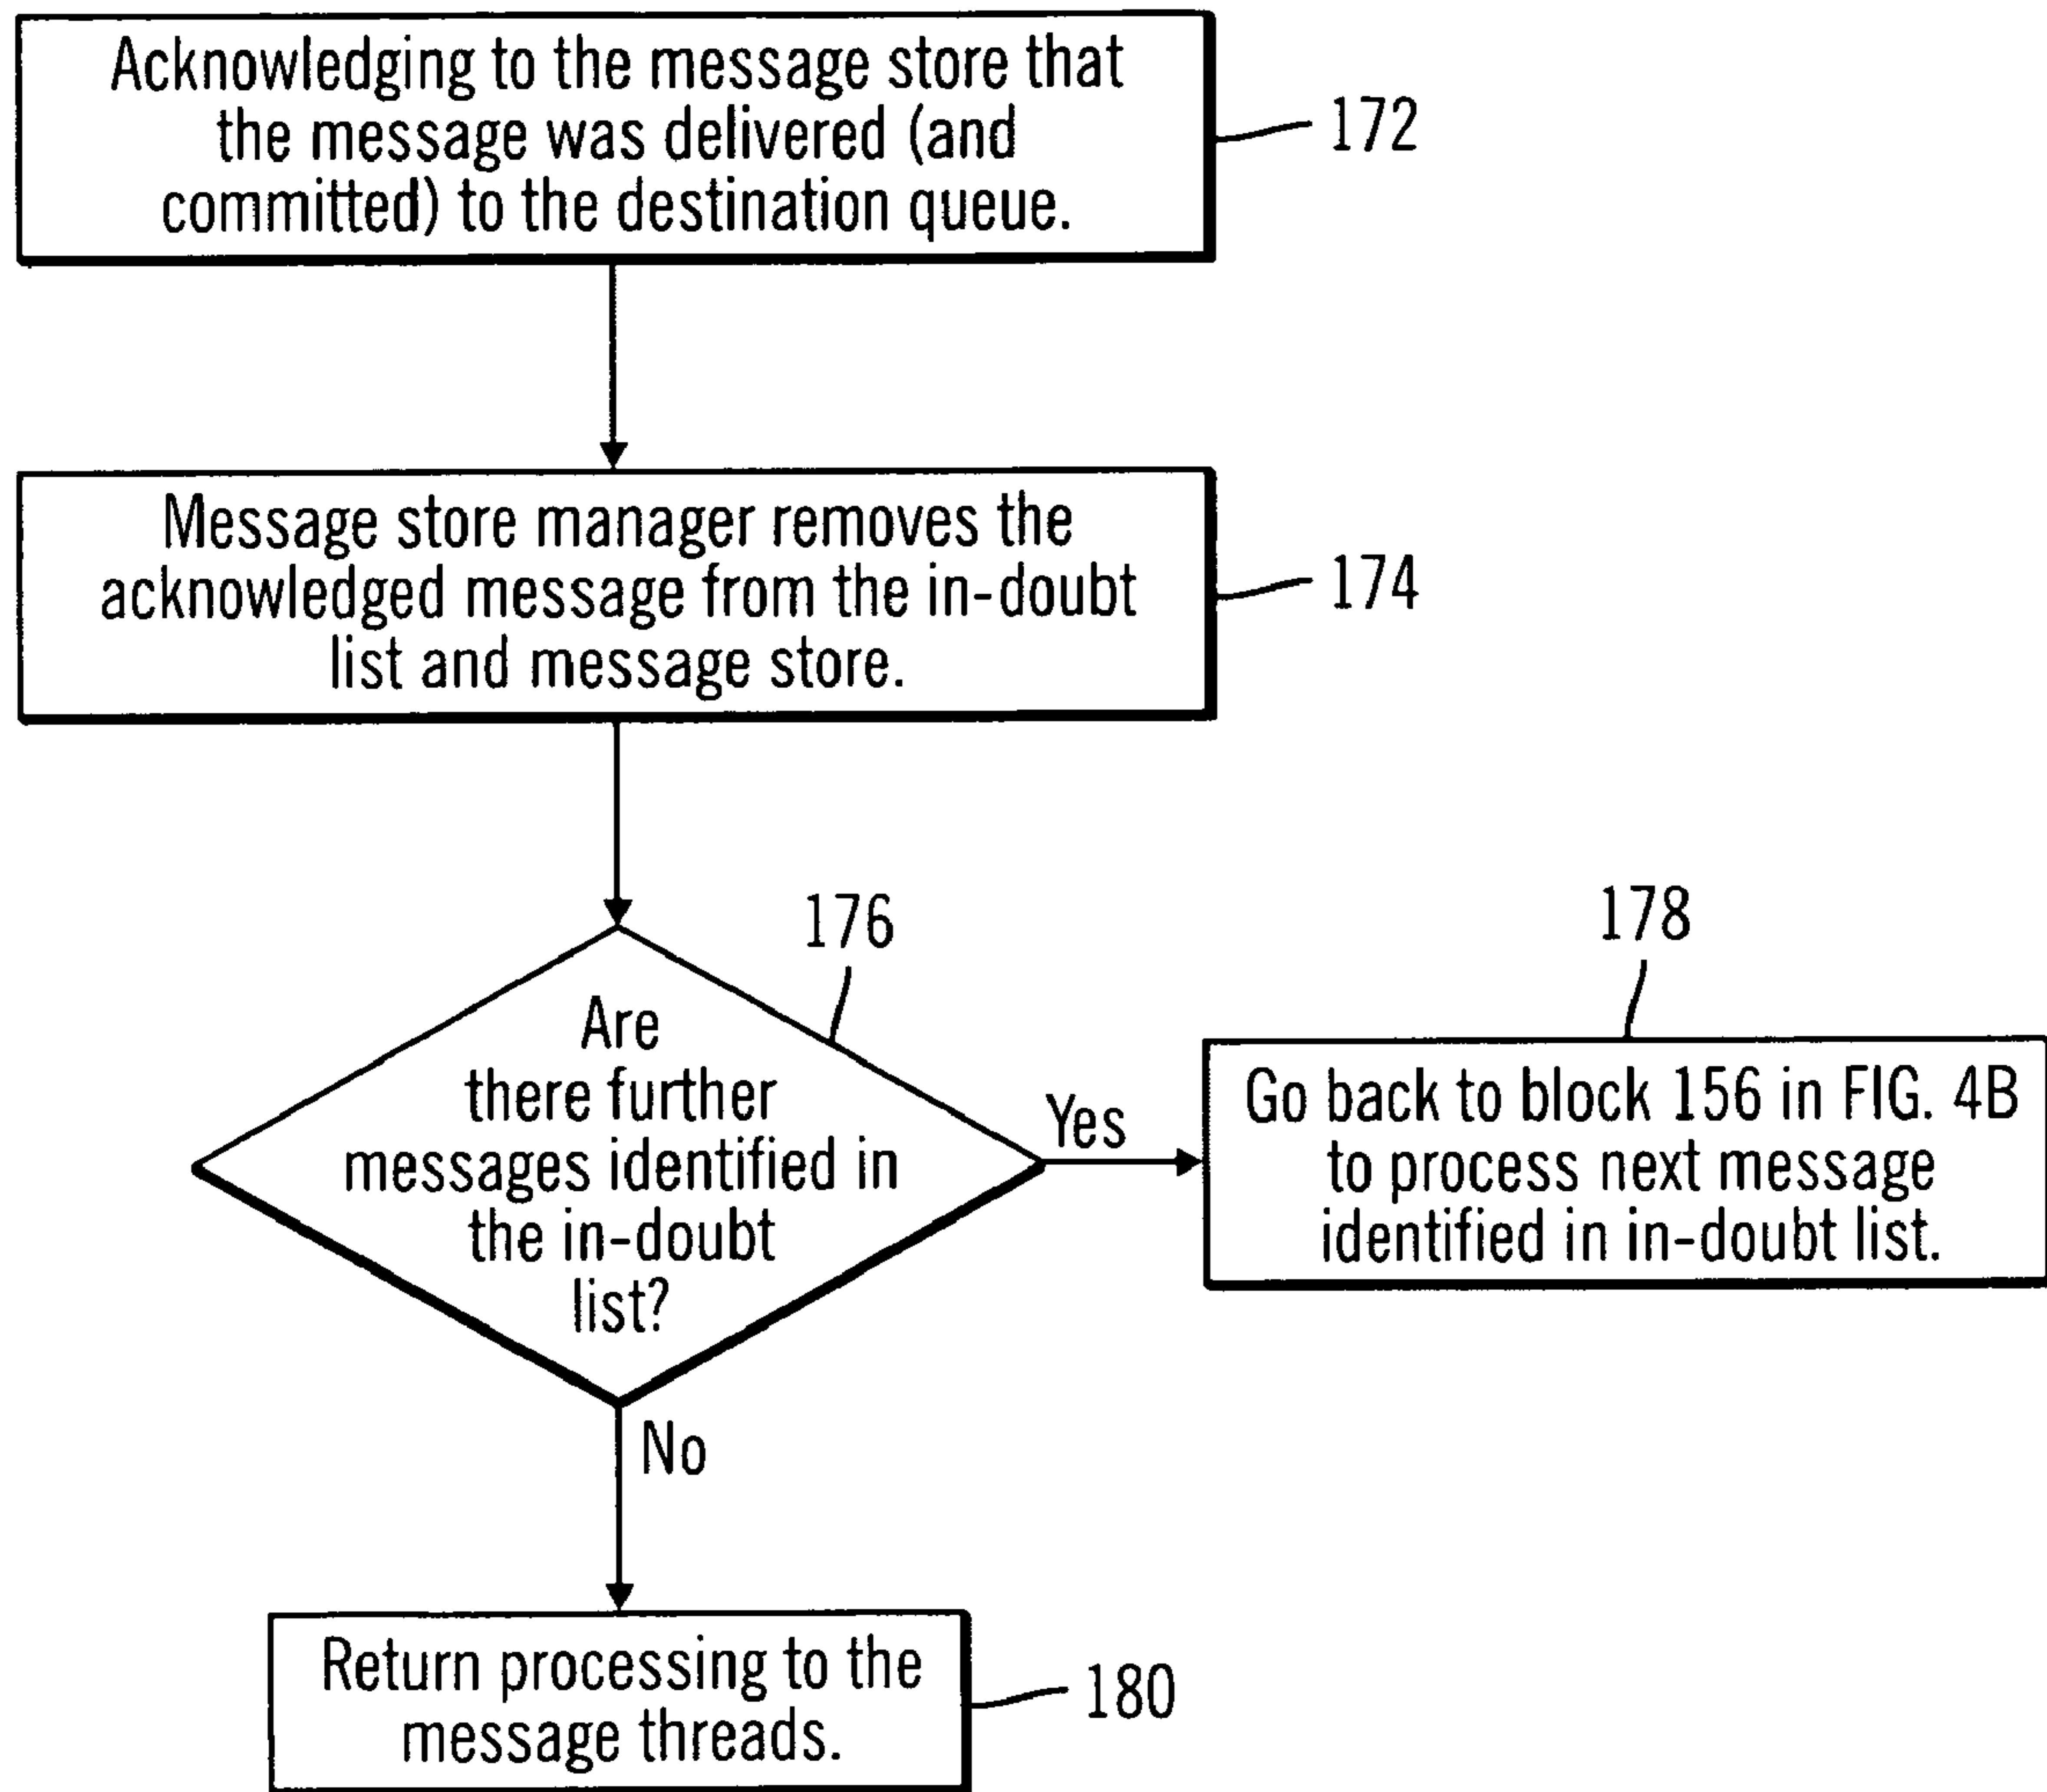 Acknowledging to the message store that
the message was delivered (and
committed) to the destination queue.
172
Message store manager removes the
acknowledged message from the in-doubt
list and message store.
174
176
Are
there further
messages identified in
the in-doubt
list?
Yes
178
Go back to block 156 in FIG. 4B
to process next message
identified in in-doubt list.
No
Return processing to the
message threads.
180